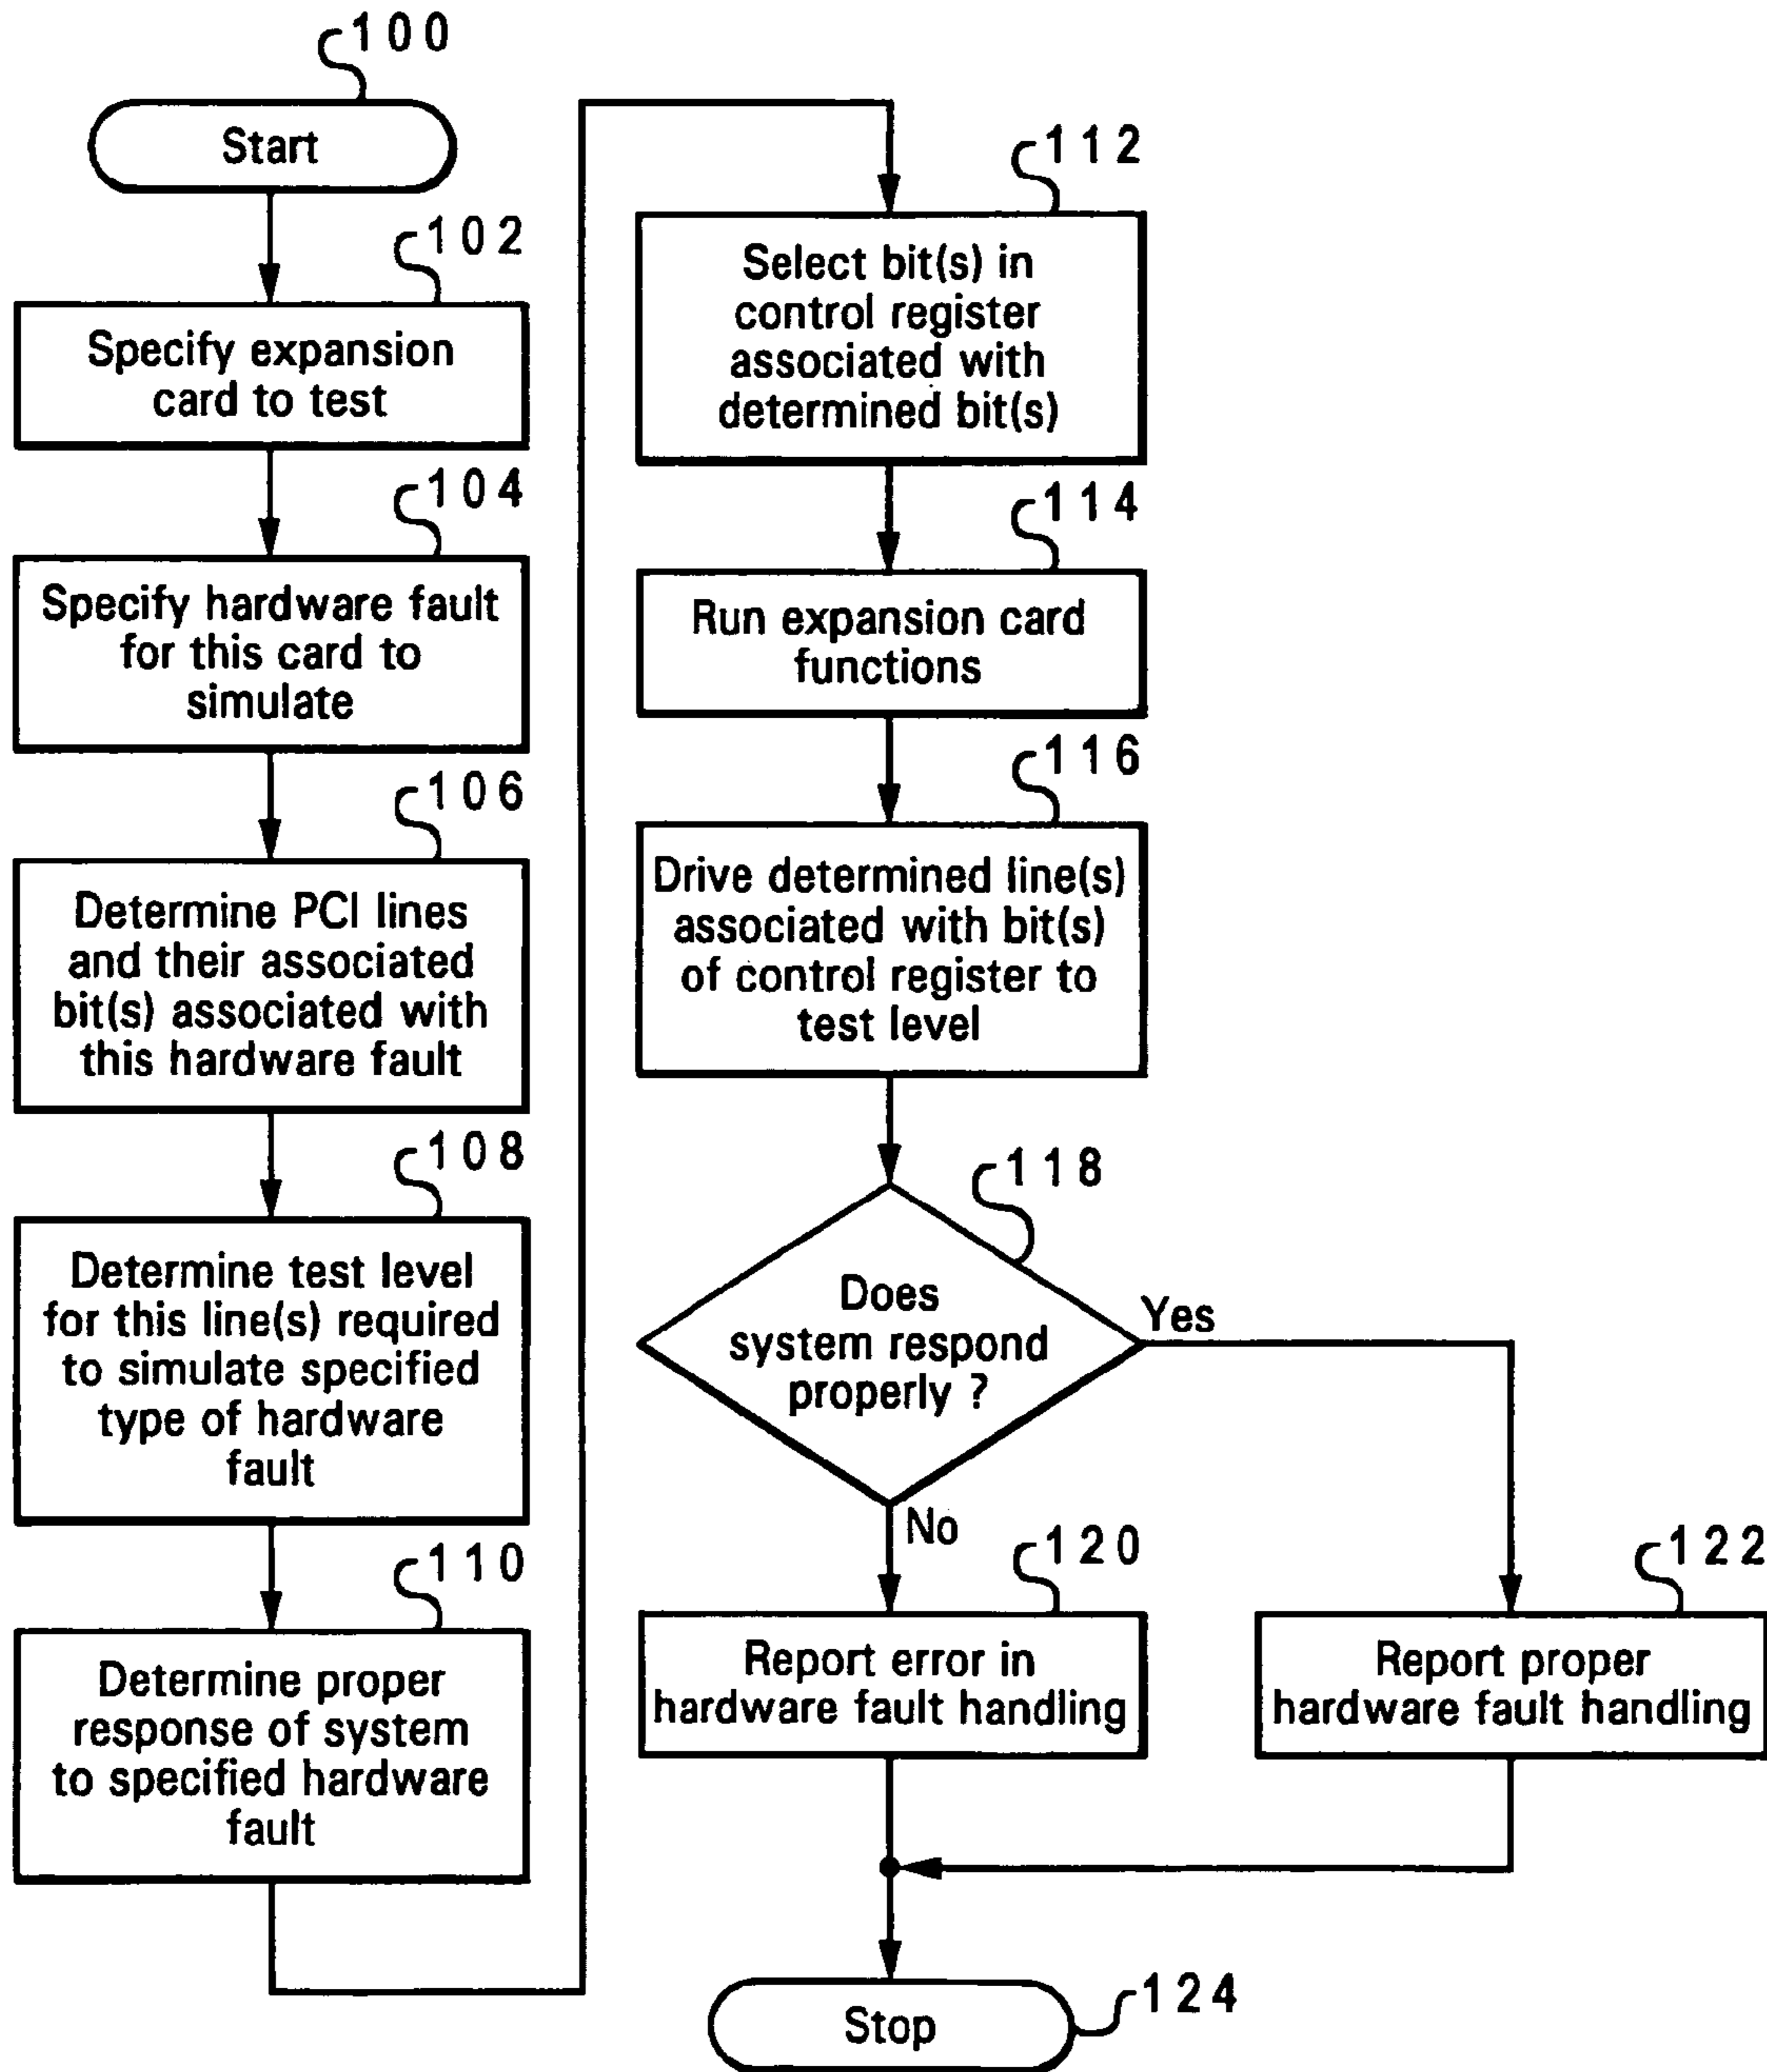 100
Start
102
Specify expansion
card to test
104
Specify hardware fault
for this card to
simulate
106
Determine PCI lines
and their associated
bit(s) associated with
this hardware fault
108
Determine test level
for this line(s) required
to simulate specified
type of hardware
fault
110
Determine proper
response of system
to specified hardware
fault
112
Select bit(s) in
control register
associated with
determined bit(s)
114
Run expansion card
functions
116
Drive determined line(s)
associated with bit(s)
of control register to
test level
118
Does
system respond
properly ?
Yes
No
120
Report error in
hardware fault handling
122
Report proper
hardware fault handling
Stop
124